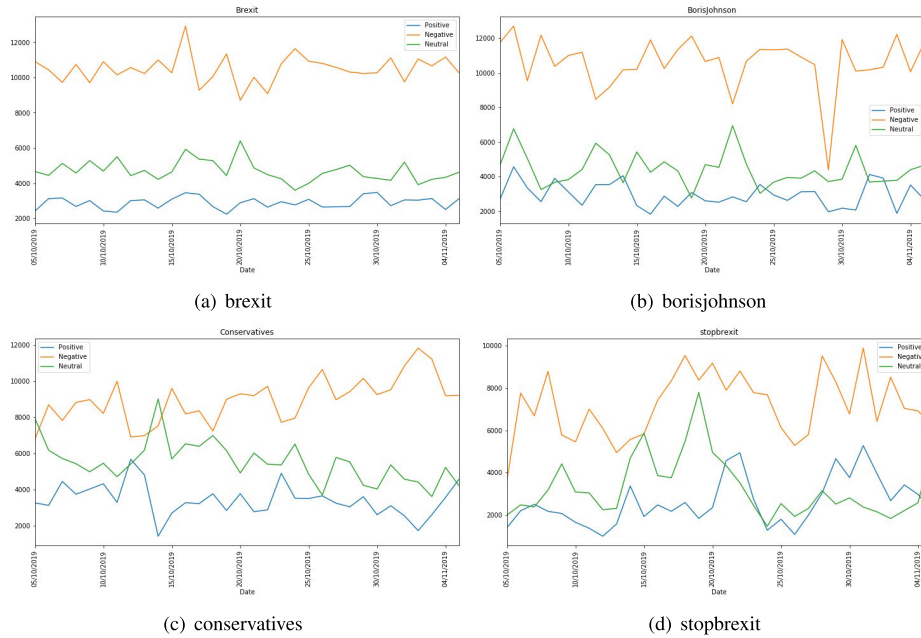 Brexit
Positive
Negative
Neutral
12000
10000
8000
6000
4000
2000
05/10/2019
10/10/2019
15/10/2019
20/10/2019
25/10/2019
30/10/2019
04/11/2019
Date
(a) brexit
BorisJohnson
Positive
Negative
Neutral
12000
10000
8000
6000
4000
2000
05/10/2019
10/10/2019
15/10/2019
20/10/2019
25/10/2019
30/10/2019
04/11/2019
Date
(b) borisjohnson
Conservatives
Positive
Negative
Neutral
12000
10000
8000
6000
4000
2000
05/10/2019
10/10/2019
15/10/2019
20/10/2019
25/10/2019
30/10/2019
04/11/2019
Date
(c) conservatives
stopbrexit
Positive
Negative
Neutral
10000
8000
6000
4000
2000
05/10/2019
10/10/2019
15/10/2019
20/10/2019
25/10/2019
30/10/2019
04/11/2019
Date
(d) stopbrexit